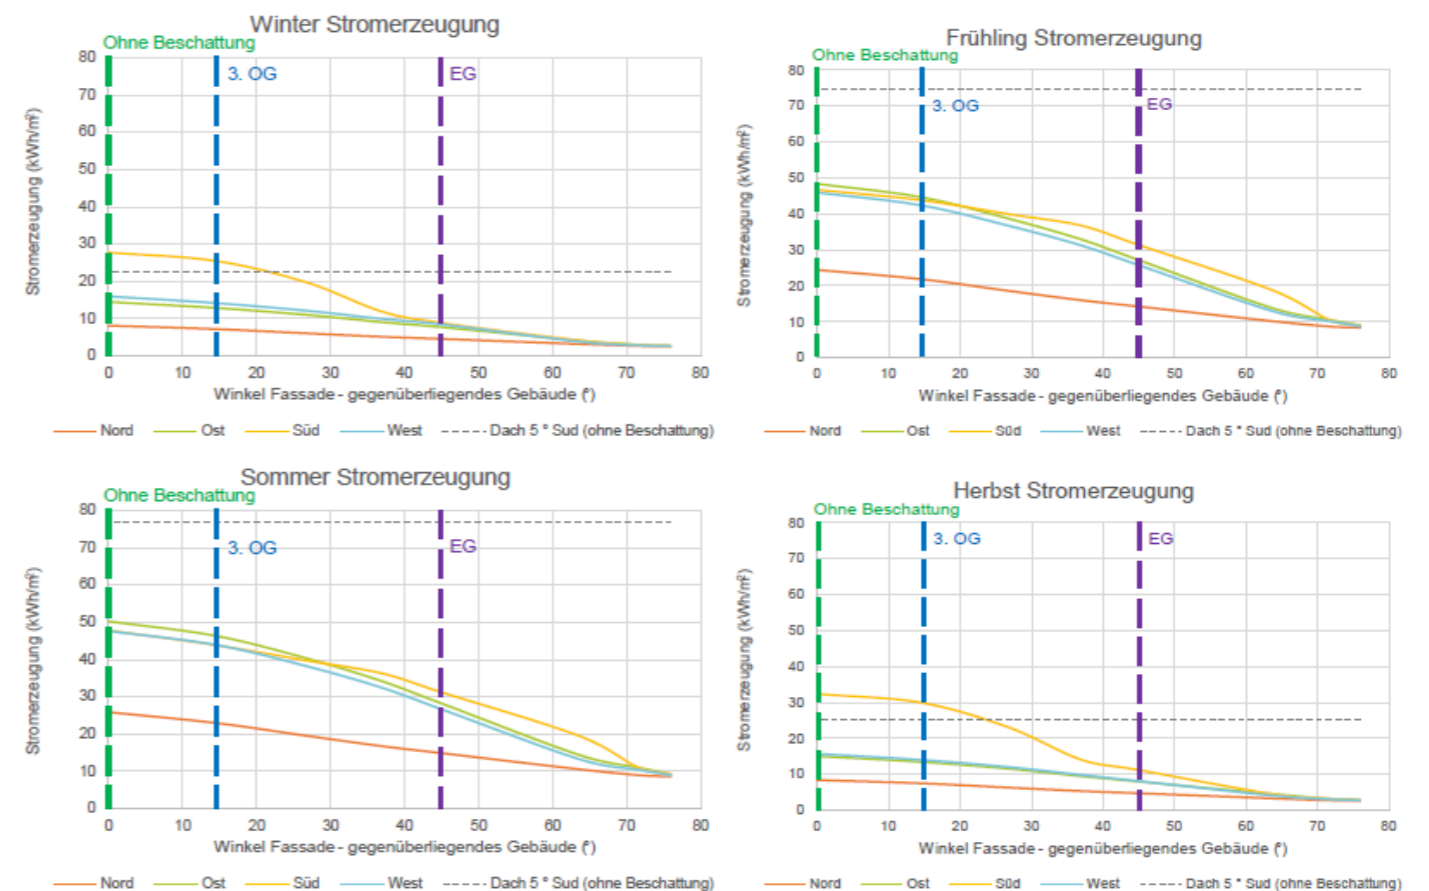 Winter Stromerzeugung
Ohne Beschattung
3. OG
EG
80
70
60
50
40
30
20
10
0
Stromerzeugung (kWh/m²)
0 10 20 30 40 50 60 70 80
Winkel Fassade - gegenüberliegendes Gebäude (°)
Nord Ost Süd West Dach 5 ° Sud (ohne Beschattung)
Frühling Stromerzeugung
Ohne Beschattung
3. OG
EG
80
70
60
50
40
30
20
10
0
Stromerzeugung (kWh/m²)
0 10 20 30 40 50 60 70 80
Winkel Fassade - gegenüberliegendes Gebäude (°)
Nord Ost Süd West Dach 5 ° Sud (ohne Beschattung)
Sommer Stromerzeugung
Ohne Beschattung
3. OG
EG
80
70
60
50
40
30
20
10
0
Stromerzeugung (kWh/m²)
0 10 20 30 40 50 60 70 80
Winkel Fassade - gegenüberliegendes Gebäude (°)
Nord Ost Süd West Dach 5 ° Sud (ohne Beschattung)
Herbst Stromerzeugung
Ohne Beschattung
3. OG
EG
80
70
60
50
40
30
20
10
0
Stromerzeugung (kWh/m²)
0 10 20 30 40 50 60 70 80
Winkel Fassade - gegenüberliegendes Gebäude (°)
Nord Ost Süd West Dach 5 ° Sud (ohne Beschattung)